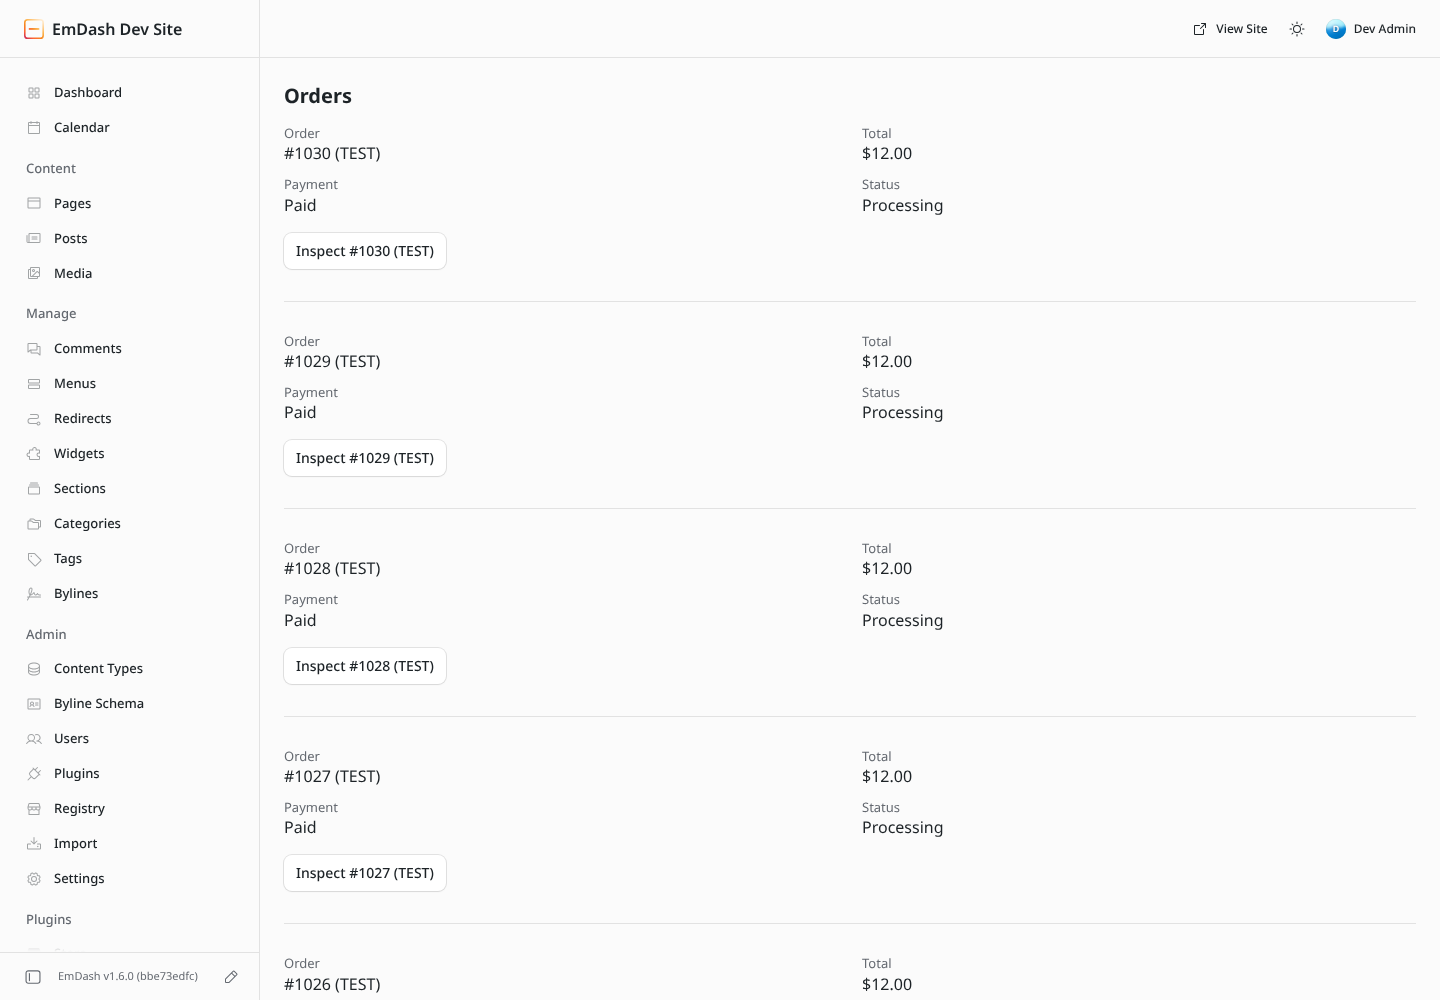 EmDash Dev Site
View Site
Dev Admin
Dashboard
Calendar
Content
Pages
Posts
Media
Manage
Comments
Menus
Redirects
Widgets
Sections
Categories
Tags
Bylines
Admin
Content Types
Byline Schema
Users
Plugins
Registry
Import
Settings
Plugins
EmDash v1.6.0 (bbe73edfc)
Orders
Order
Total
#1030 (TEST)
$12.00
Payment
Status
Paid
Processing
Inspect #1030 (TEST)
Order
Total
#1029 (TEST)
$12.00
Payment
Status
Paid
Processing
Inspect #1029 (TEST)
Order
Total
#1028 (TEST)
$12.00
Payment
Status
Paid
Processing
Inspect #1028 (TEST)
Order
Total
#1027 (TEST)
$12.00
Payment
Status
Paid
Processing
Inspect #1027 (TEST)
Order
Total
#1026 (TEST)
$12.00